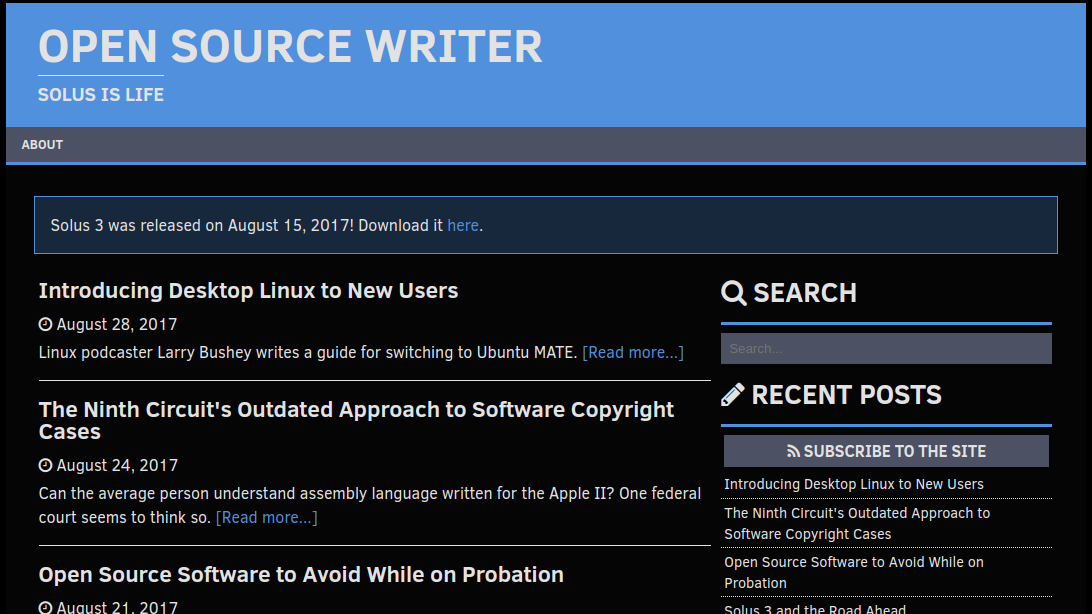 OPEN SOURCE WRITER
SOLUS IS LIFE
ABOUT
Solus 3 was released on August 15, 2017! Download it here.
Introducing Desktop Linux to New Users
August 28, 2017
Linux podcaster Larry Bushey writes a guide for switching to Ubuntu MATE. [Read more...]
The Ninth Circuit's Outdated Approach to Software Copyright
Cases
August 24, 2017
Can the average person understand assembly language written for the Apple II? One federal
court seems to think so. [Read more...]
Open Source Software to Avoid While on Probation
August 21, 2017
SEARCH
Search...
RECENT POSTS
SUBSCRIBE TO THE SITE
Introducing Desktop Linux to New Users
The Ninth Circuit's Outdated Approach to
Software Copyright Cases
Open Source Software to Avoid While on
Probation
Solus 3 and the Road Ahead